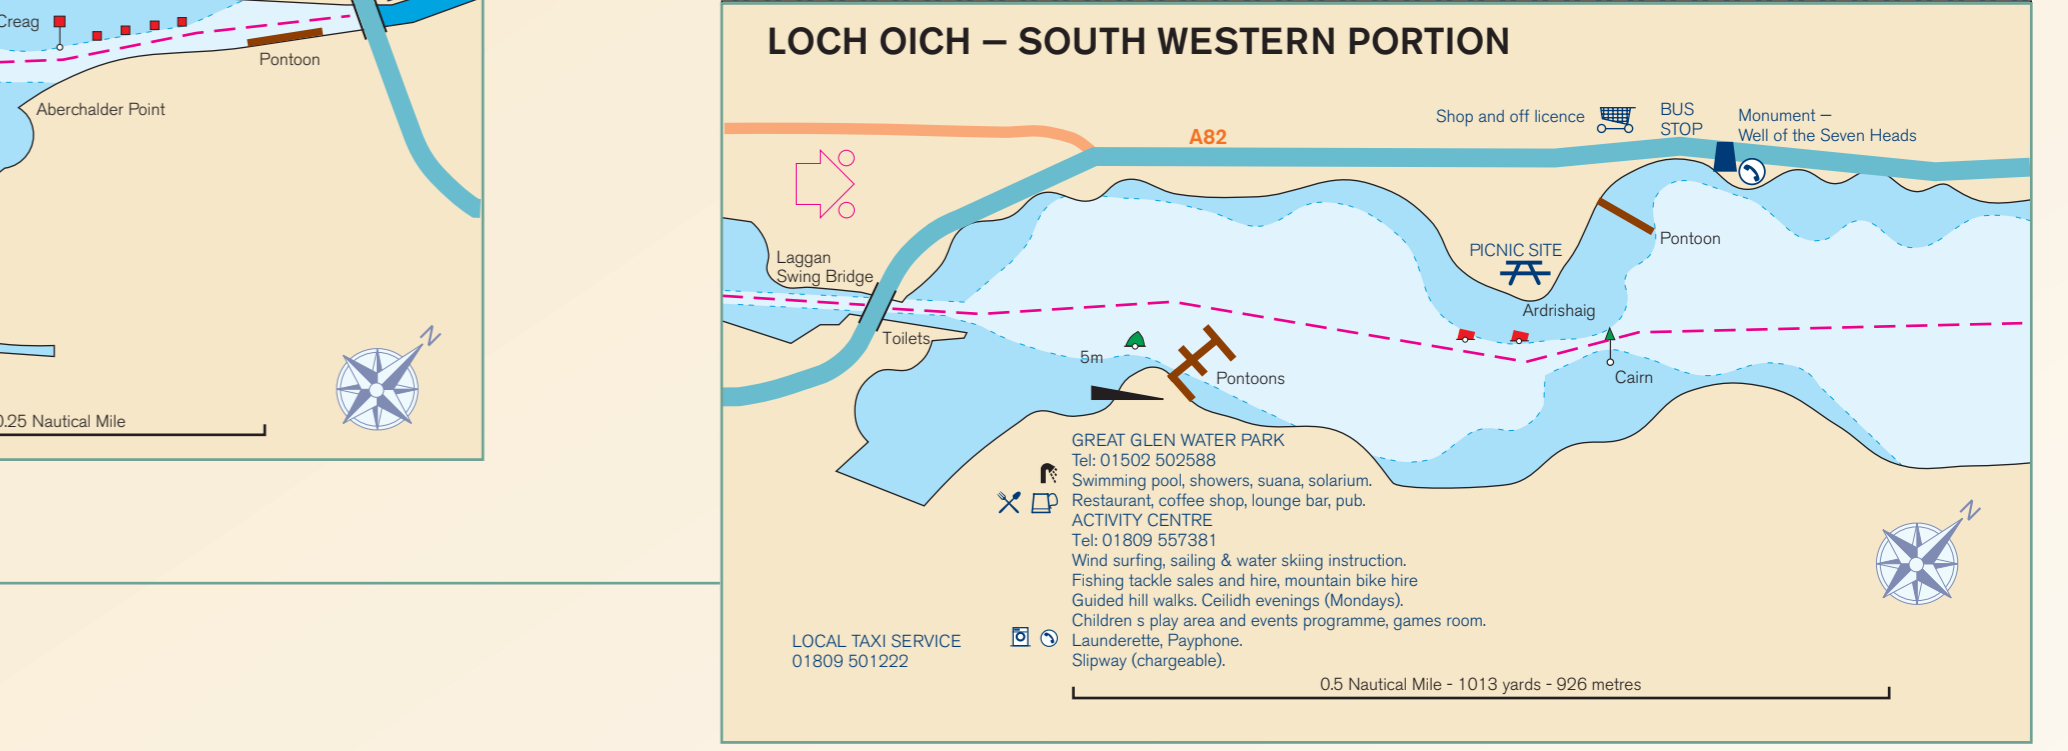 Creag
Pontoon
Aberchalder Point
N
0.25 Nautical Mile
LOCH OICH – SOUTH WESTERN PORTION
A82
Shop and off licence
BUS
STOP
Monument –
Well of the Seven Heads
Laggan
Swing Bridge
PICNIC SITE
Pontoon
Ardrishaig
Toilets
5m
Pontoons
Cairn
GREAT GLEN WATER PARK
Tel: 01502 502588
Swimming pool, showers, suana, solarium.
Restaurant, coffee shop, lounge bar, pub.
ACTIVITY CENTRE
Tel: 01809 557381
Wind surfing, sailing & water skiing instruction.
Fishing tackle sales and hire, mountain bike hire
Guided hill walks. Ceilidh evenings (Mondays).
Children s play area and events programme, games room.
Launderette, Payphone.
Slipway (chargeable).
LOCAL TAXI SERVICE
01809 501222
N
0.5 Nautical Mile - 1013 yards - 926 metres